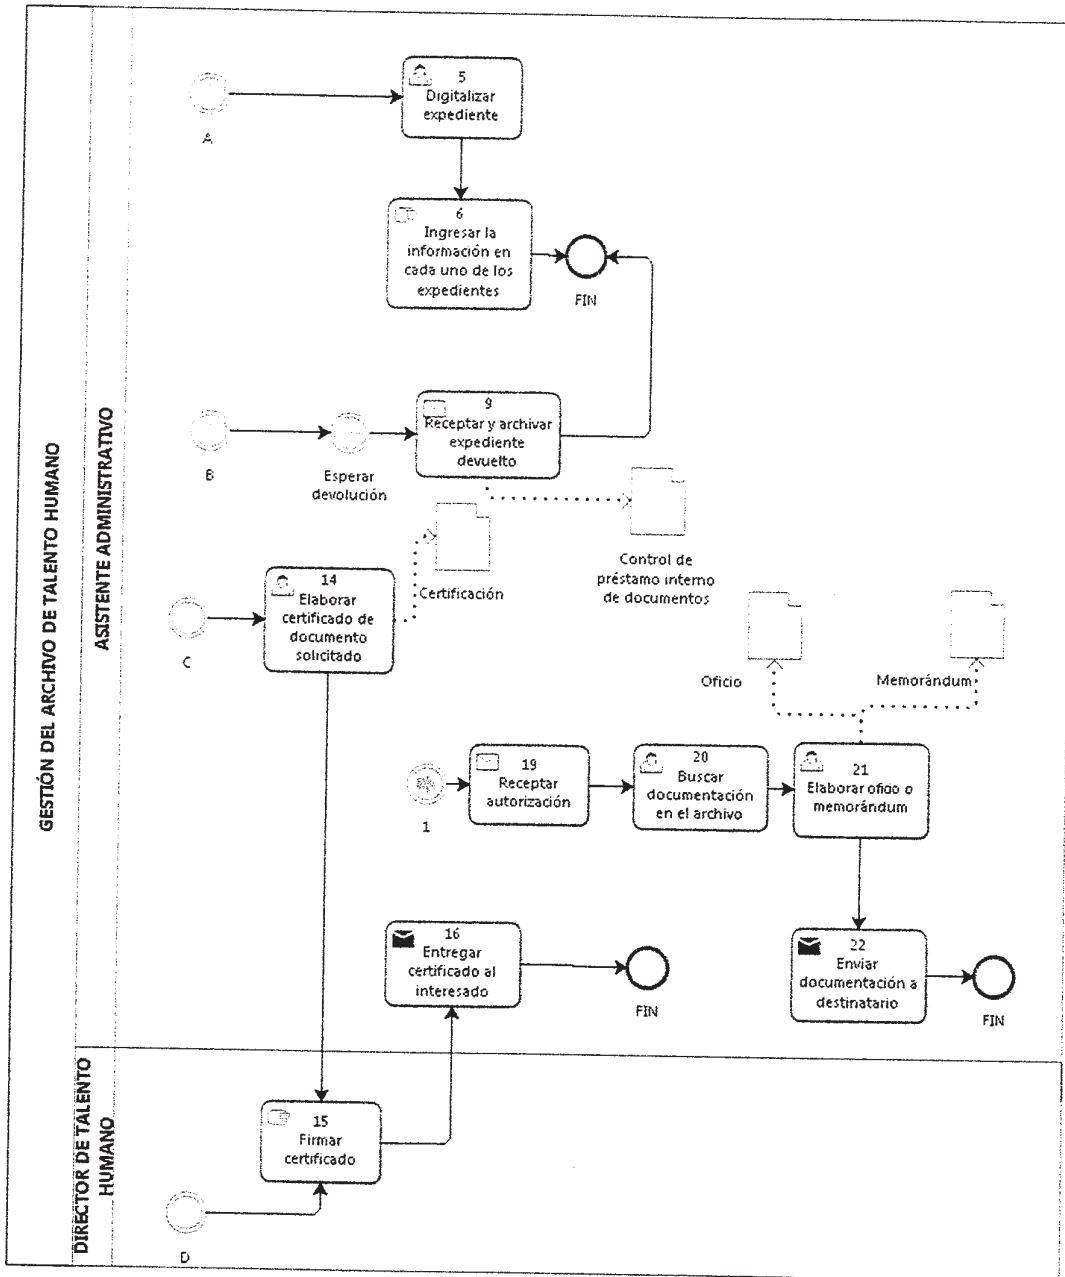 GESTIÓN DEL ARCHIVO DE TALENTO HUMANO
ASISTENTE ADMINISTRATIVO
A
5
Digitalizar
expediente
6
Ingresar la
información en
cada uno de los
expedientes
FIN
B
Esperar
devolución
9
Receptar y archivar
expediente
devuelto
Certificación
Control de
préstamo interno
de documentos
C
14
Elaborar
certificado de
documento
solicitado
Oficio
Memorándum
1
19
Receptar
autorización
20
Buscar
documentación
en el archivo
21
Elaborar oficio o
memorándum
16
Entregar
certificado al
interesado
FIN
22
Enviar
documentación a
destinatario
FIN
DIRECTOR DE TALENTO
HUMANO
15
Firmar
certificado
D